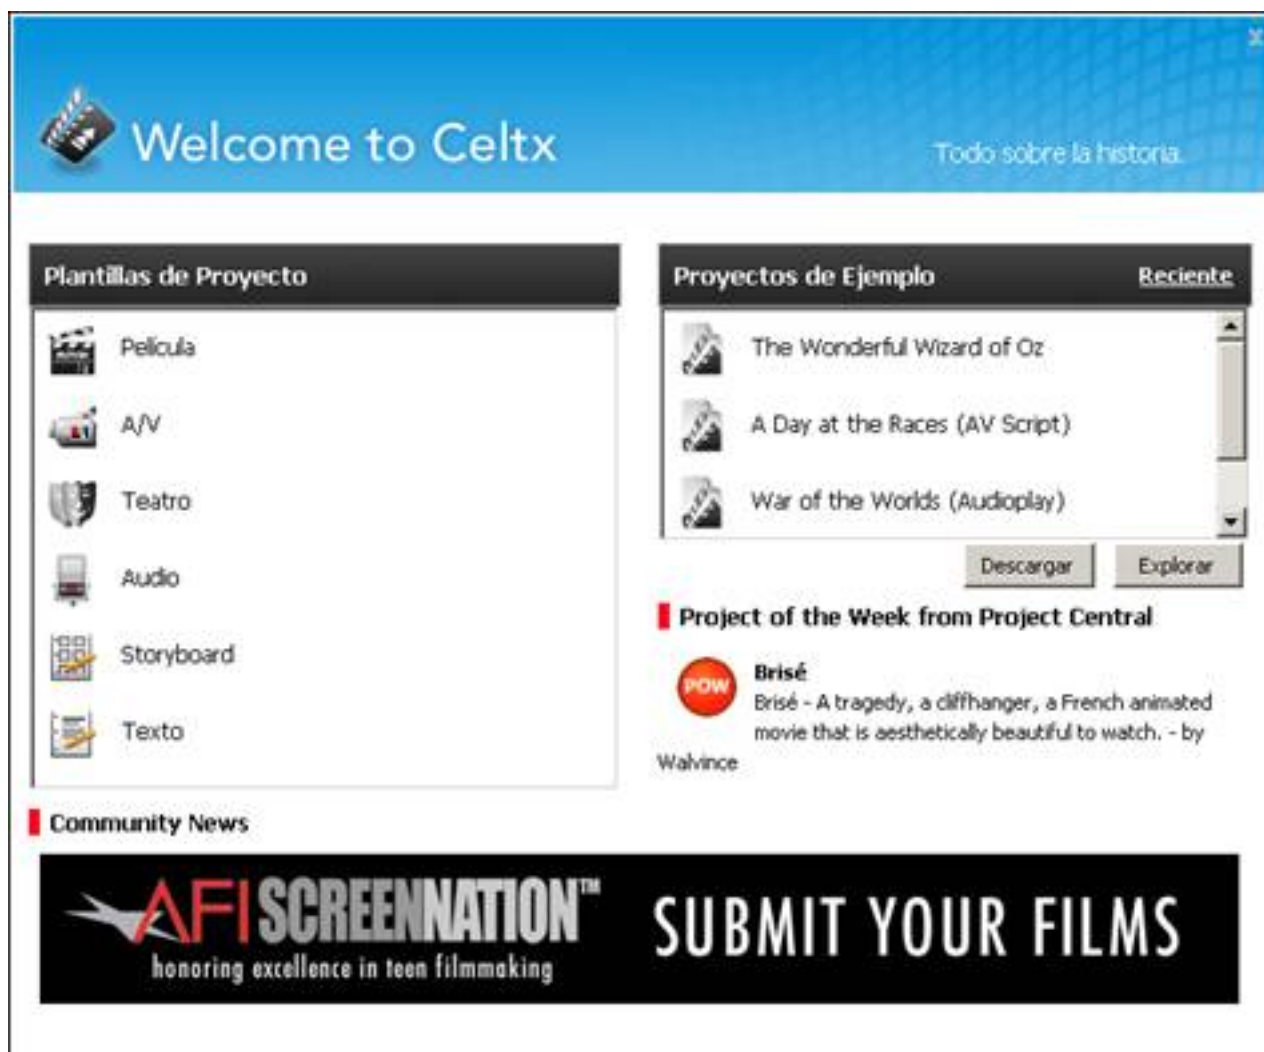 Welcome to Celtx
Todo sobre la historia.
Plantillas de Proyecto
Película
A/V
Teatro
Audio
Storyboard
Texto
Proyectos de Ejemplo
Reciente
The Wonderful Wizard of Oz
A Day at the Races (AV Script)
War of the Worlds (Audioplay)
Descargar
Explorar
Project of the Week from Project Central
POW
Brisé
Brisé - A tragedy, a cliffhanger, a French animated
movie that is aesthetically beautiful to watch. - by
Walvince
Community News
AFI SCREENNATION™
honoring excellence in teen filmmaking
SUBMIT YOUR FILMS